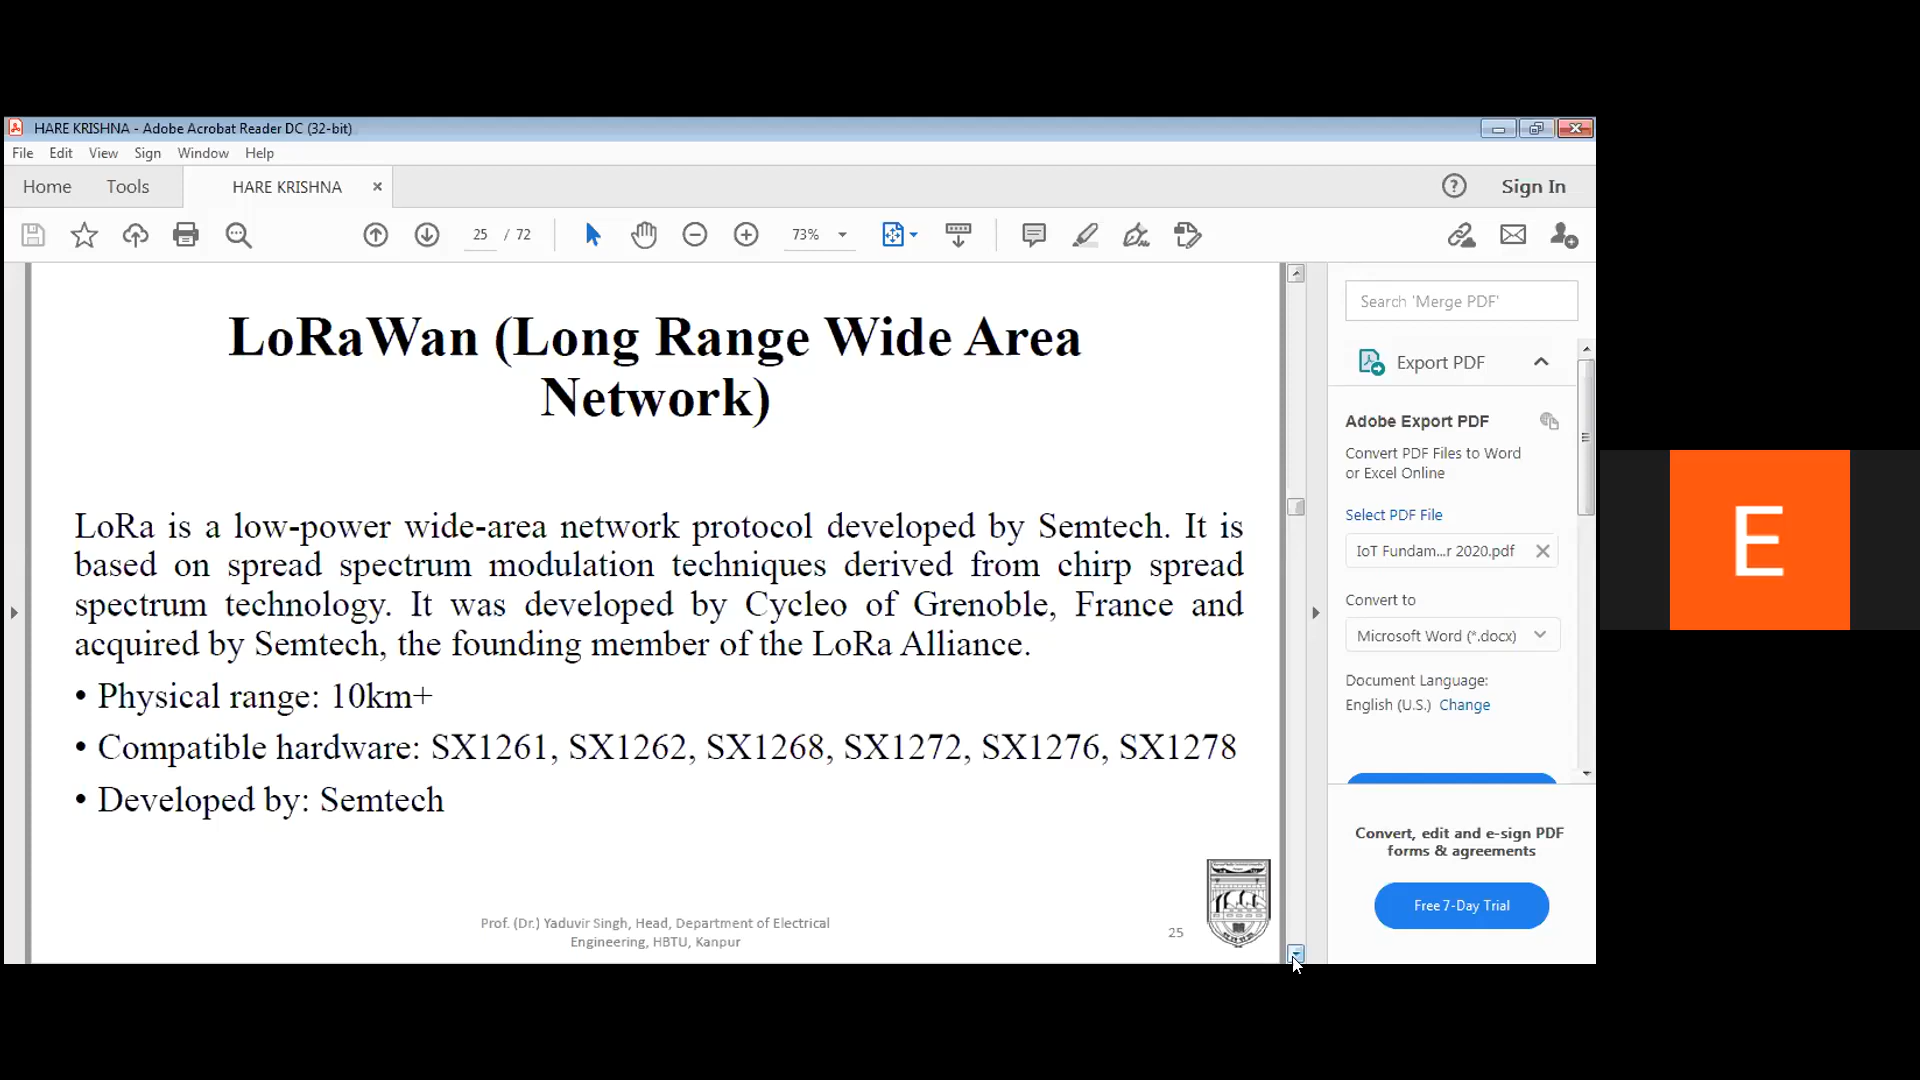 HARE KRISHNA - Adobe Acrobat Reader DC (32-bit)
File Edit View Sign Window Help
Home Tools HARE KRISHNA Sign In
25 / 72 73%
LoRaWan (Long Range Wide Area
Network)
LoRa is a low-power wide-area network protocol developed by Semtech. It is
based on spread spectrum modulation techniques derived from chirp spread
spectrum technology. It was developed by Cycleo of Grenoble, France and
acquired by Semtech, the founding member of the LoRa Alliance.
• Physical range: 10km+
• Compatible hardware: SX1261, SX1262, SX1268, SX1272, SX1276, SX1278
• Developed by: Semtech
Prof. (Dr.) Yaduvir Singh, Head, Department of Electrical
Engineering, HBTU, Kanpur
25
Search 'Merge PDF'
Export PDF
Adobe Export PDF
Convert PDF Files to Word
or Excel Online
Select PDF File
IoT Fundam...r 2020.pdf
Convert to
Microsoft Word (*.docx)
Document Language:
English (U.S.) Change
Convert, edit and e-sign PDF
forms & agreements
Free 7-Day Trial
E